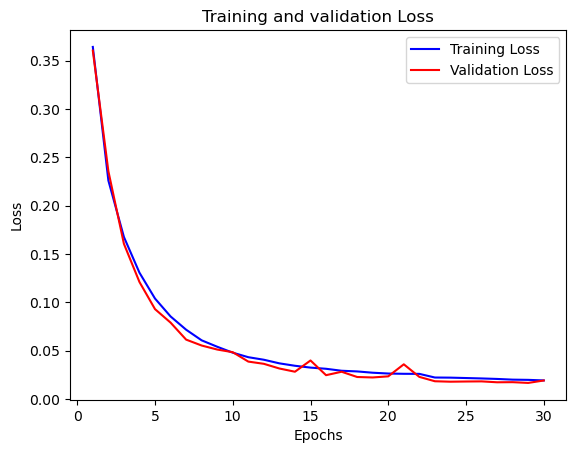 Training and validation Loss
Training Loss
Validation Loss
Loss
0.35
0.30
0.25
0.20
0.15
0.10
0.05
0.00
0 5 10 15 20 25 30
Epochs